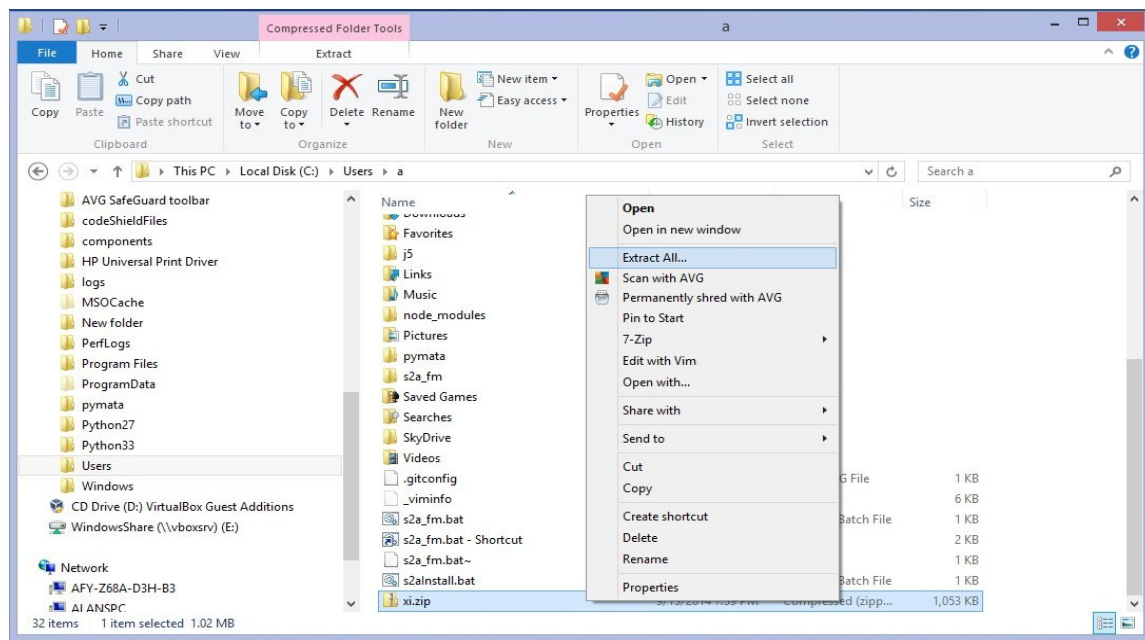 Compressed Folder Tools
a
File Home Share View Extract
Copy
Paste
Cut
Copy path
Paste shortcut
Clipboard
Move to
Copy to
Delete
Rename
Organize
New folder
New item
Easy access
New
Properties
Open
Edit
History
Open
Select all
Select none
Invert selection
Select
This PC Local Disk (C:) Users a
Search a
AVG SafeGuard toolbar
codeShieldFiles
components
HP Universal Print Driver
logs
MSOCache
New folder
PerfLogs
Program Files
ProgramData
pymata
Python27
Python33
Users
Windows
CD Drive (D:) VirtualBox Guest Additions
WindowsShare (\\vboxsrv) (E:)
Network
AFY-Z68A-D3H-B3
ALANSPC
Name Size
Downloads
Favorites
j5
Links
Music
node_modules
Pictures
pymata
s2a_fm
Saved Games
Searches
SkyDrive
Videos
.gitconfig G File 1 KB
_viminfo 6 KB
s2a_fm.bat Batch File 1 KB
s2a_fm.bat - Shortcut 2 KB
s2a_fm.bat~ 1 KB
s2aInstall.bat Batch File 1 KB
xi.zip 9/13/2014 7:59 PM Compressed (zipp... 1,053 KB
Open
Open in new window
Extract All...
Scan with AVG
Permanently shred with AVG
Pin to Start
7-Zip
Edit with Vim
Open with...
Share with
Send to
Cut
Copy
Create shortcut
Delete
Rename
Properties
32 items 1 item selected 1.02 MB